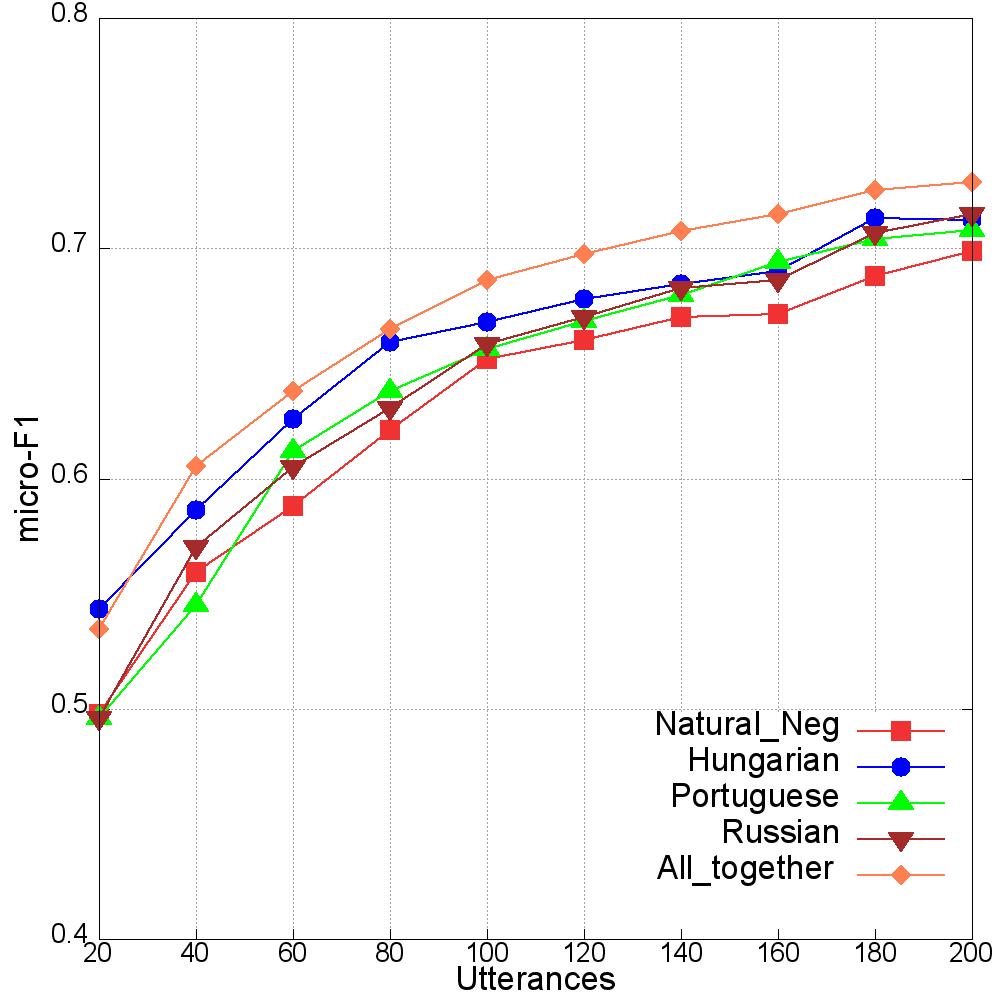 0.8
0.7
0.6
0.5
0.4
micro-F1
Natural_Neg
Hungarian
Portuguese
Russian
All_together
20 40 60 80 100 120 140 160 180 200
Utterances